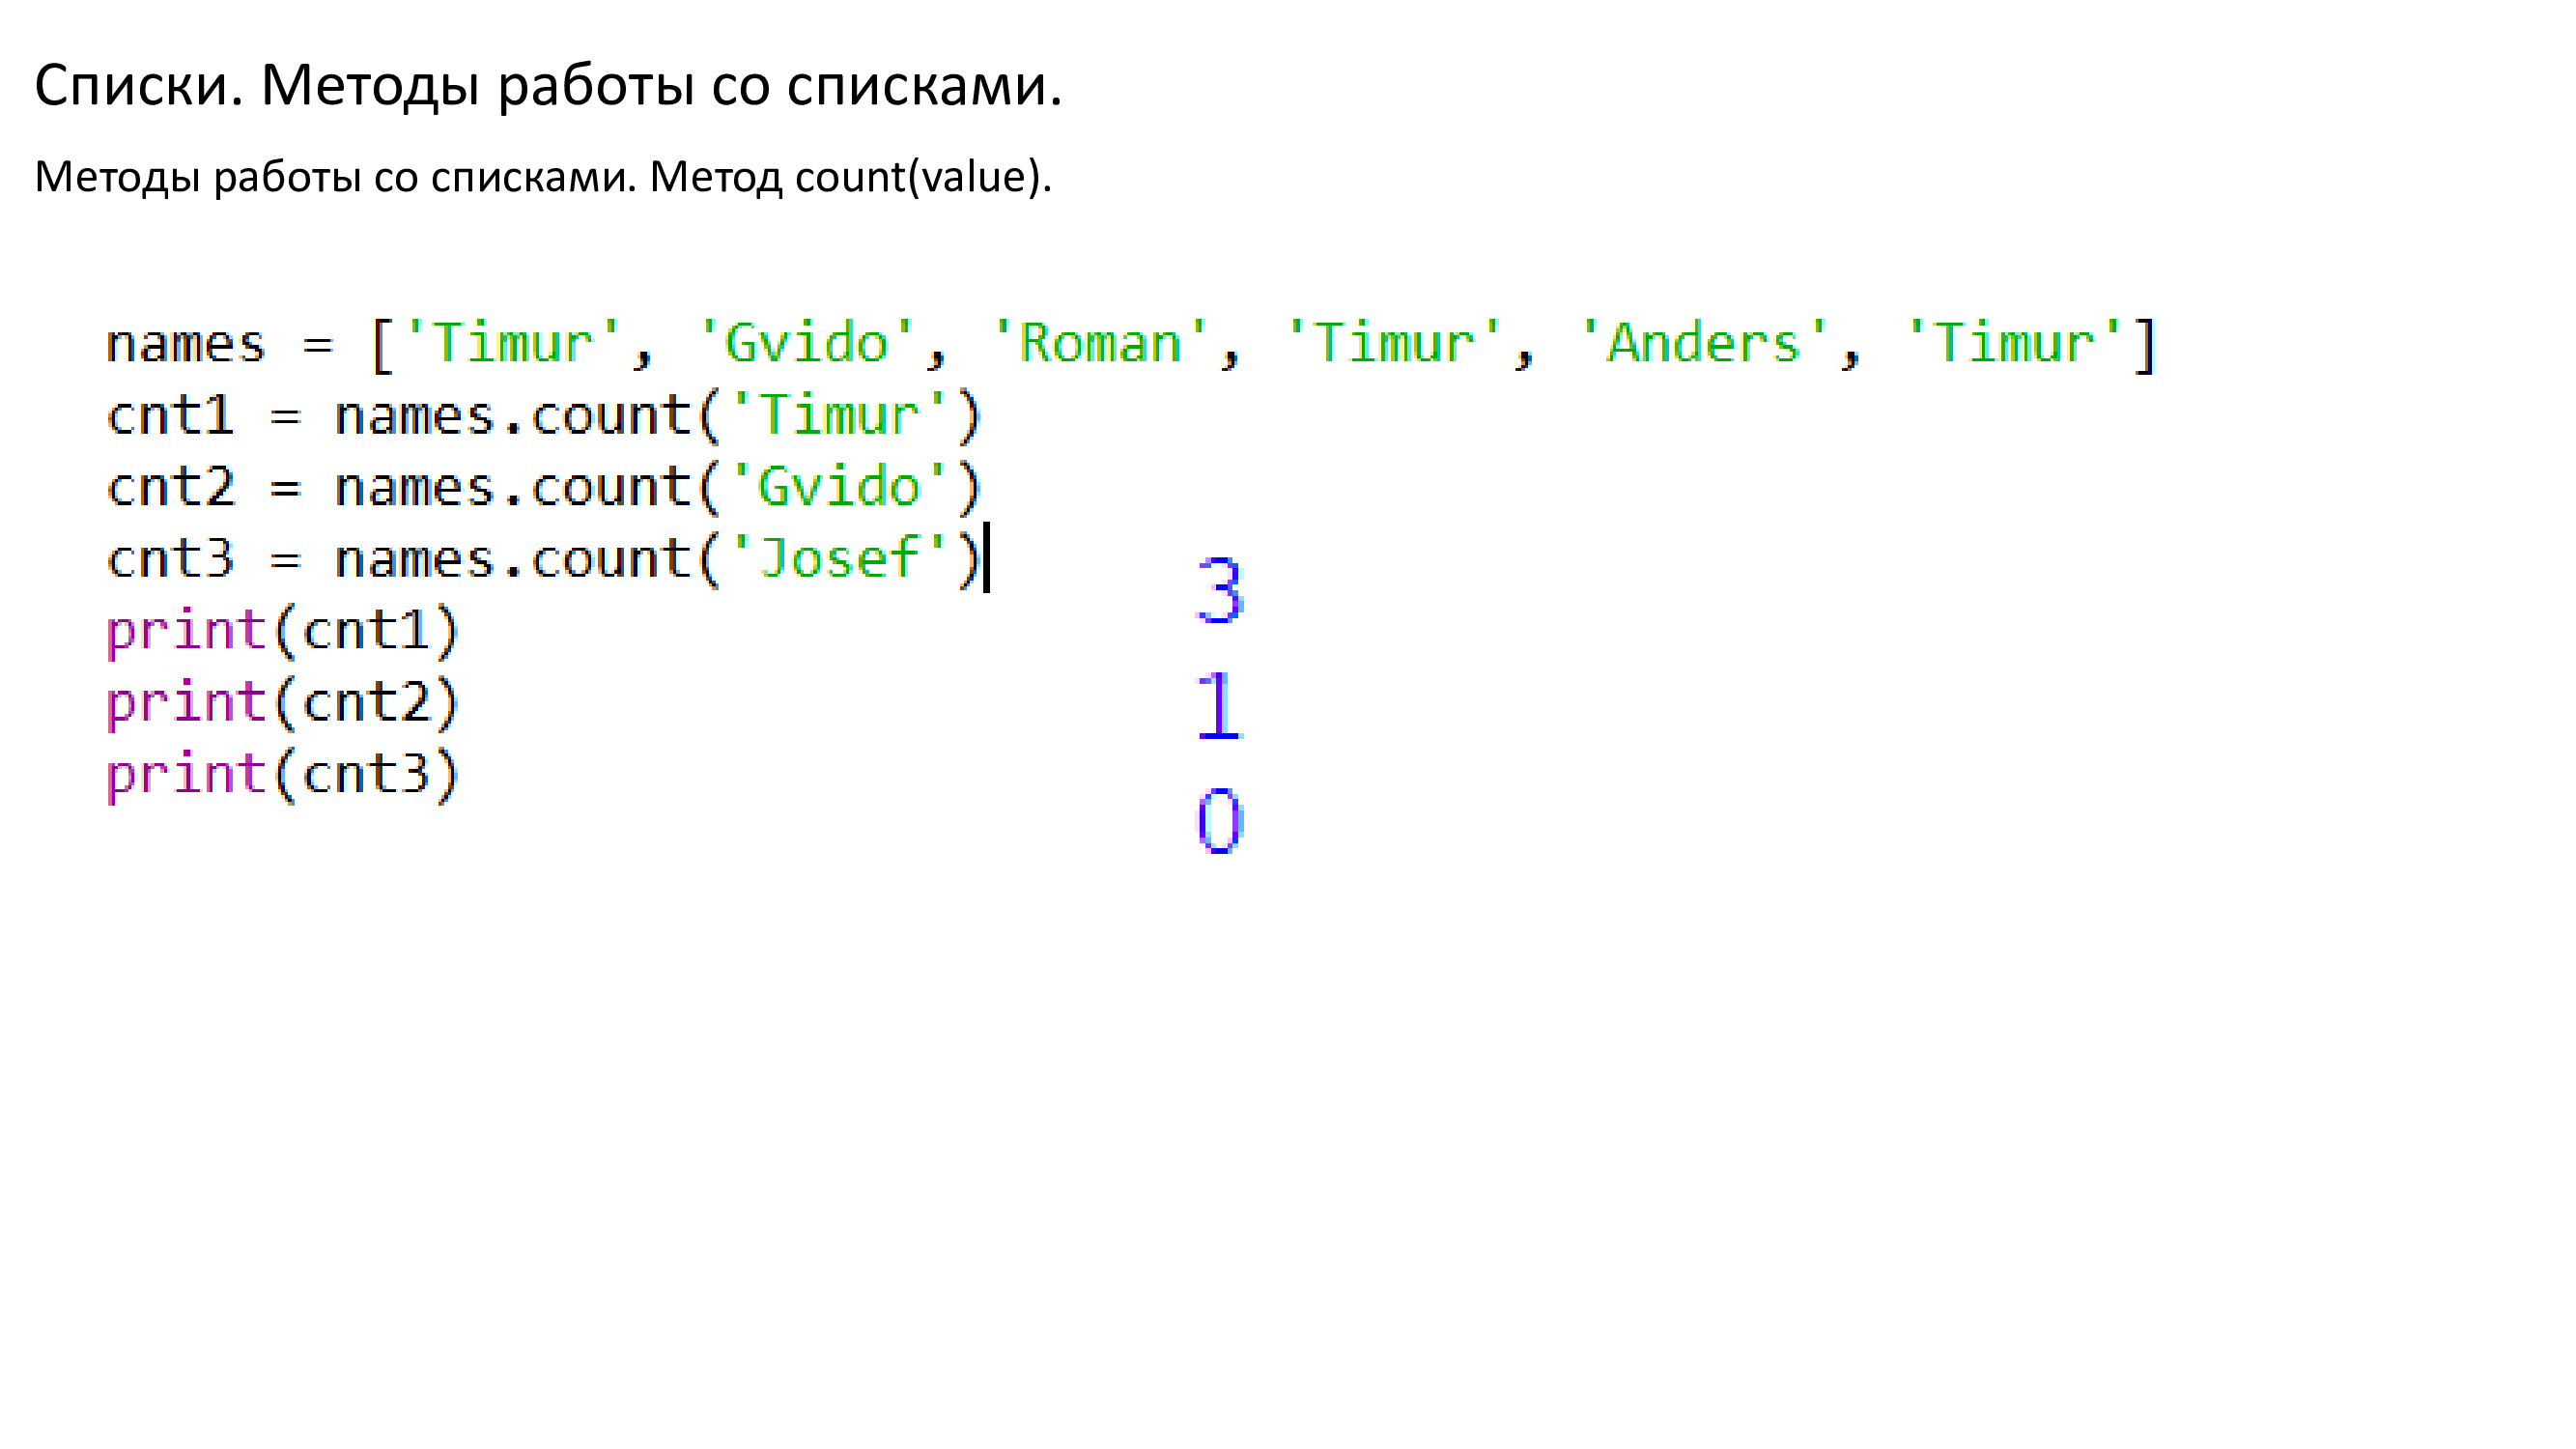 Списки. Методы работы со списками.
Методы работы со списками. Метод count(value).
names = ['Timur', 'Gvido', 'Roman', 'Timur', 'Anders', 'Timur']
cnt1 = names.count('Timur')
cnt2 = names.count('Gvido')
cnt3 = names.count('Josef')
print(cnt1)
print(cnt2)
print(cnt3)
3
1
0